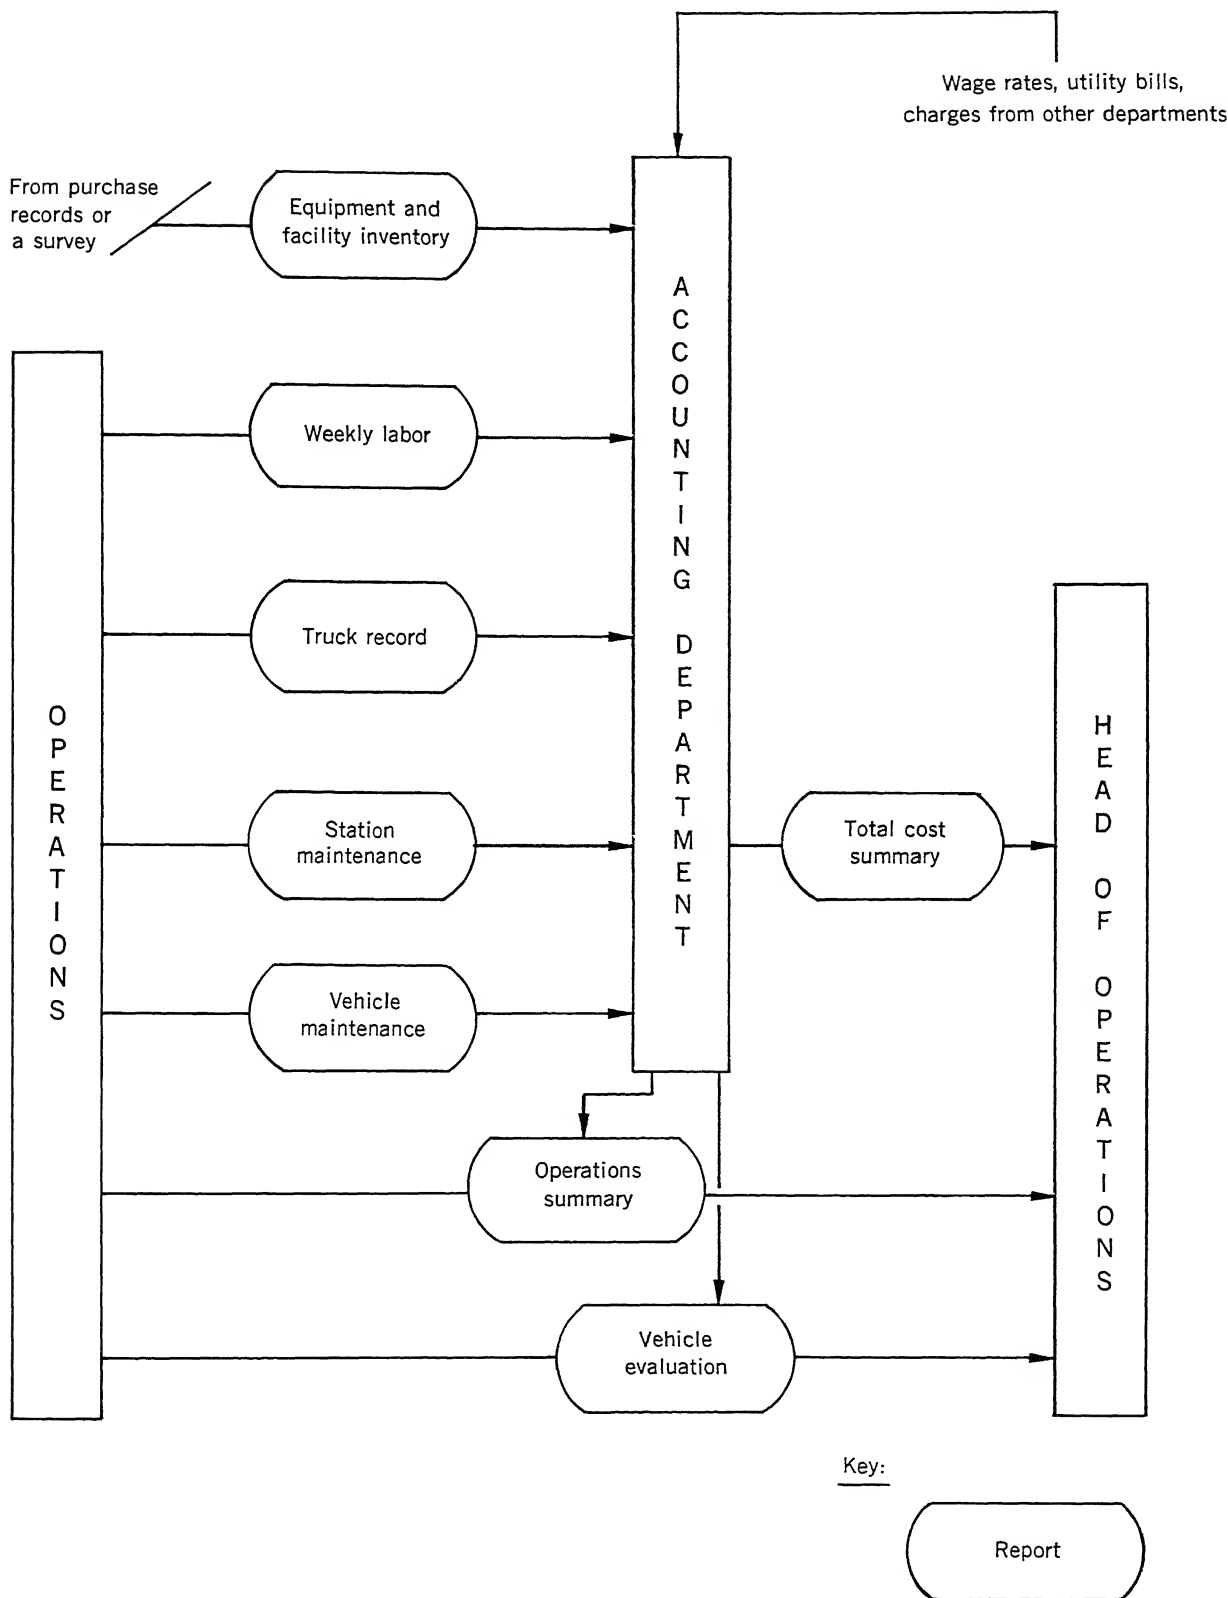 Wage rates, utility bills,
charges from other departments
From purchase
records or
a survey
Equipment and
facility inventory
ACCOUNTING DEPARTMENT
Weekly labor
Truck record
OPERATIONS
HEAD OF OPERATIONS
Station
maintenance
Total cost
summary
Vehicle
maintenance
Operations
summary
Vehicle
evaluation
Key:
Report